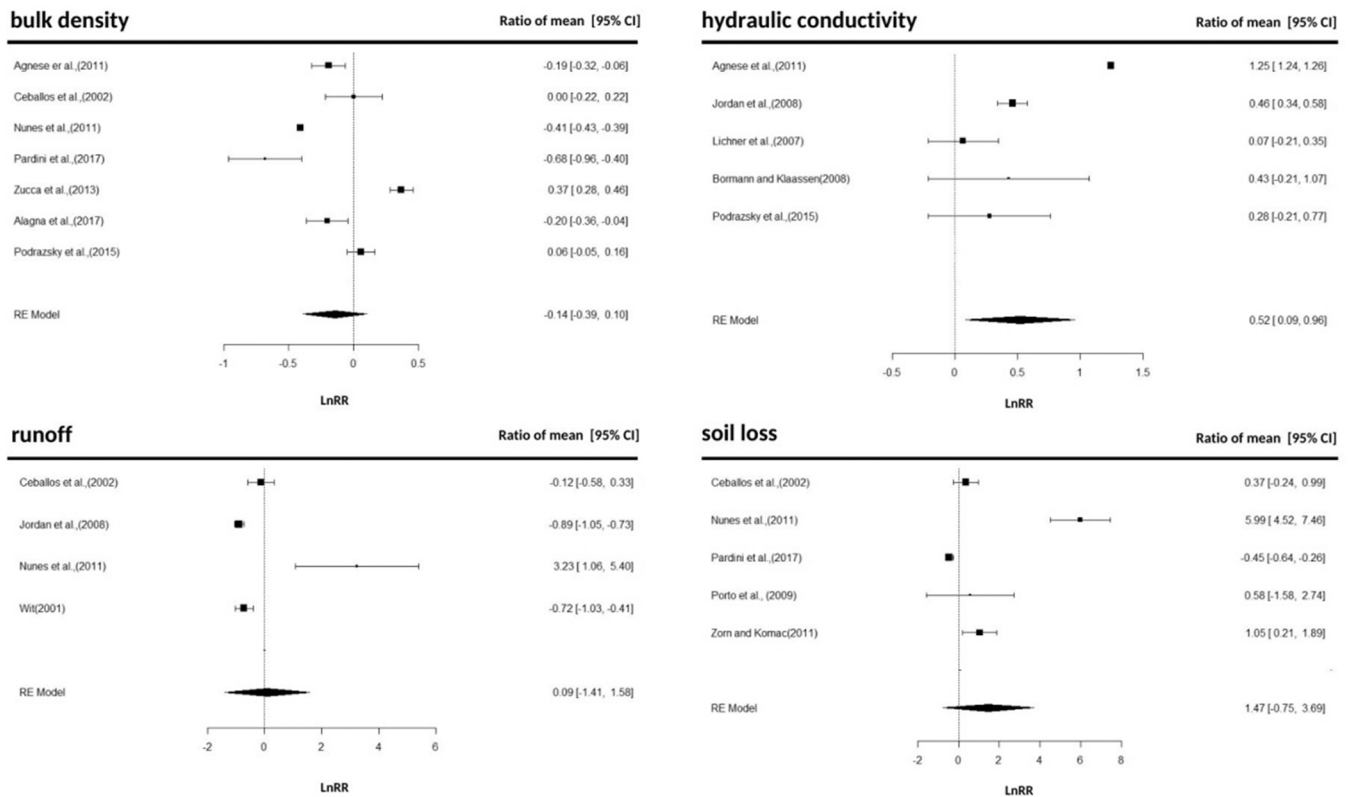 bulk density
Ratio of mean [95% CI]
Agnese er al.,(2011) -0.19 [-0.32, -0.06]
Ceballos et al.,(2002) 0.00 [-0.22, 0.22]
Nunes et al.,(2011) -0.41 [-0.43, -0.39]
Pardini et al.,(2017) -0.68 [-0.96, -0.40]
Zucca et al.,(2013) 0.37 [ 0.28, 0.46]
Alagna et al.,(2017) -0.20 [-0.36, -0.04]
Podrazsky et al.,(2015) 0.06 [-0.05, 0.16]
RE Model -0.14 [-0.39, 0.10]
-1 -0.5 0 0.5
LnRR
hydraulic conductivity
Ratio of mean [95% CI]
Agnese et al.,(2011) 1.25 [ 1.24, 1.26]
Jordan et al.,(2008) 0.46 [ 0.34, 0.58]
Lichner et al.,(2007) 0.07 [-0.21, 0.35]
Bormann and Klaassen(2008) 0.43 [-0.21, 1.07]
Podrazsky et al.,(2015) 0.28 [-0.21, 0.77]
RE Model 0.52 [ 0.09, 0.96]
-0.5 0 0.5 1 1.5
LnRR
runoff
Ratio of mean [95% CI]
Ceballos et al.,(2002) -0.12 [-0.58, 0.33]
Jordan et al.,(2008) -0.89 [-1.05, -0.73]
Nunes et al.,(2011) 3.23 [ 1.06, 5.40]
Wit(2001) -0.72 [-1.03, -0.41]
RE Model 0.09 [-1.41, 1.58]
-2 0 2 4 6
LnRR
soil loss
Ratio of mean [95% CI]
Ceballos et al.,(2002) 0.37 [-0.24, 0.99]
Nunes et al.,(2011) 5.99 [ 4.52, 7.46]
Pardini et al.,(2017) -0.45 [-0.64, -0.26]
Porto et al., (2009) 0.58 [-1.58, 2.74]
Zorn and Komac(2011) 1.05 [ 0.21, 1.89]
RE Model 1.47 [-0.75, 3.69]
-2 0 2 4 6 8
LnRR